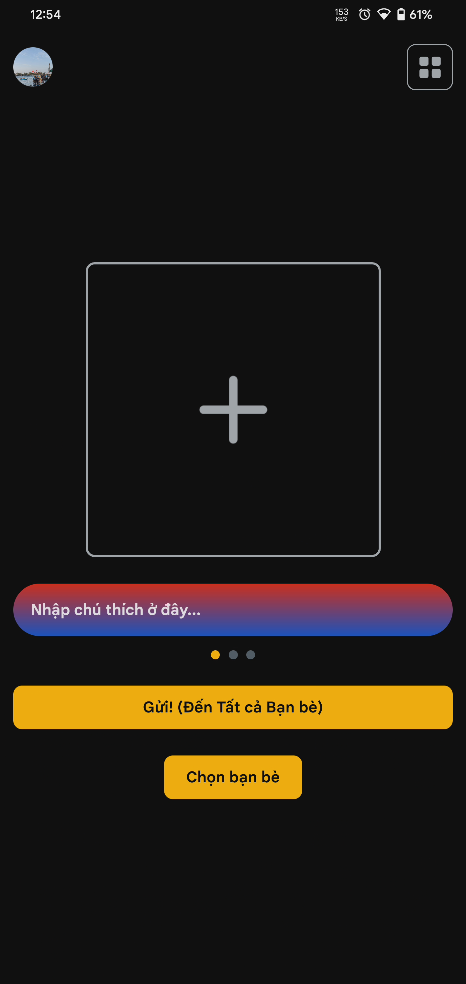 12:54
153
KB/S
61%
Nhập chú thích ở đây...
Gửi! (Đến Tất cả Bạn bè)
Chọn bạn bè